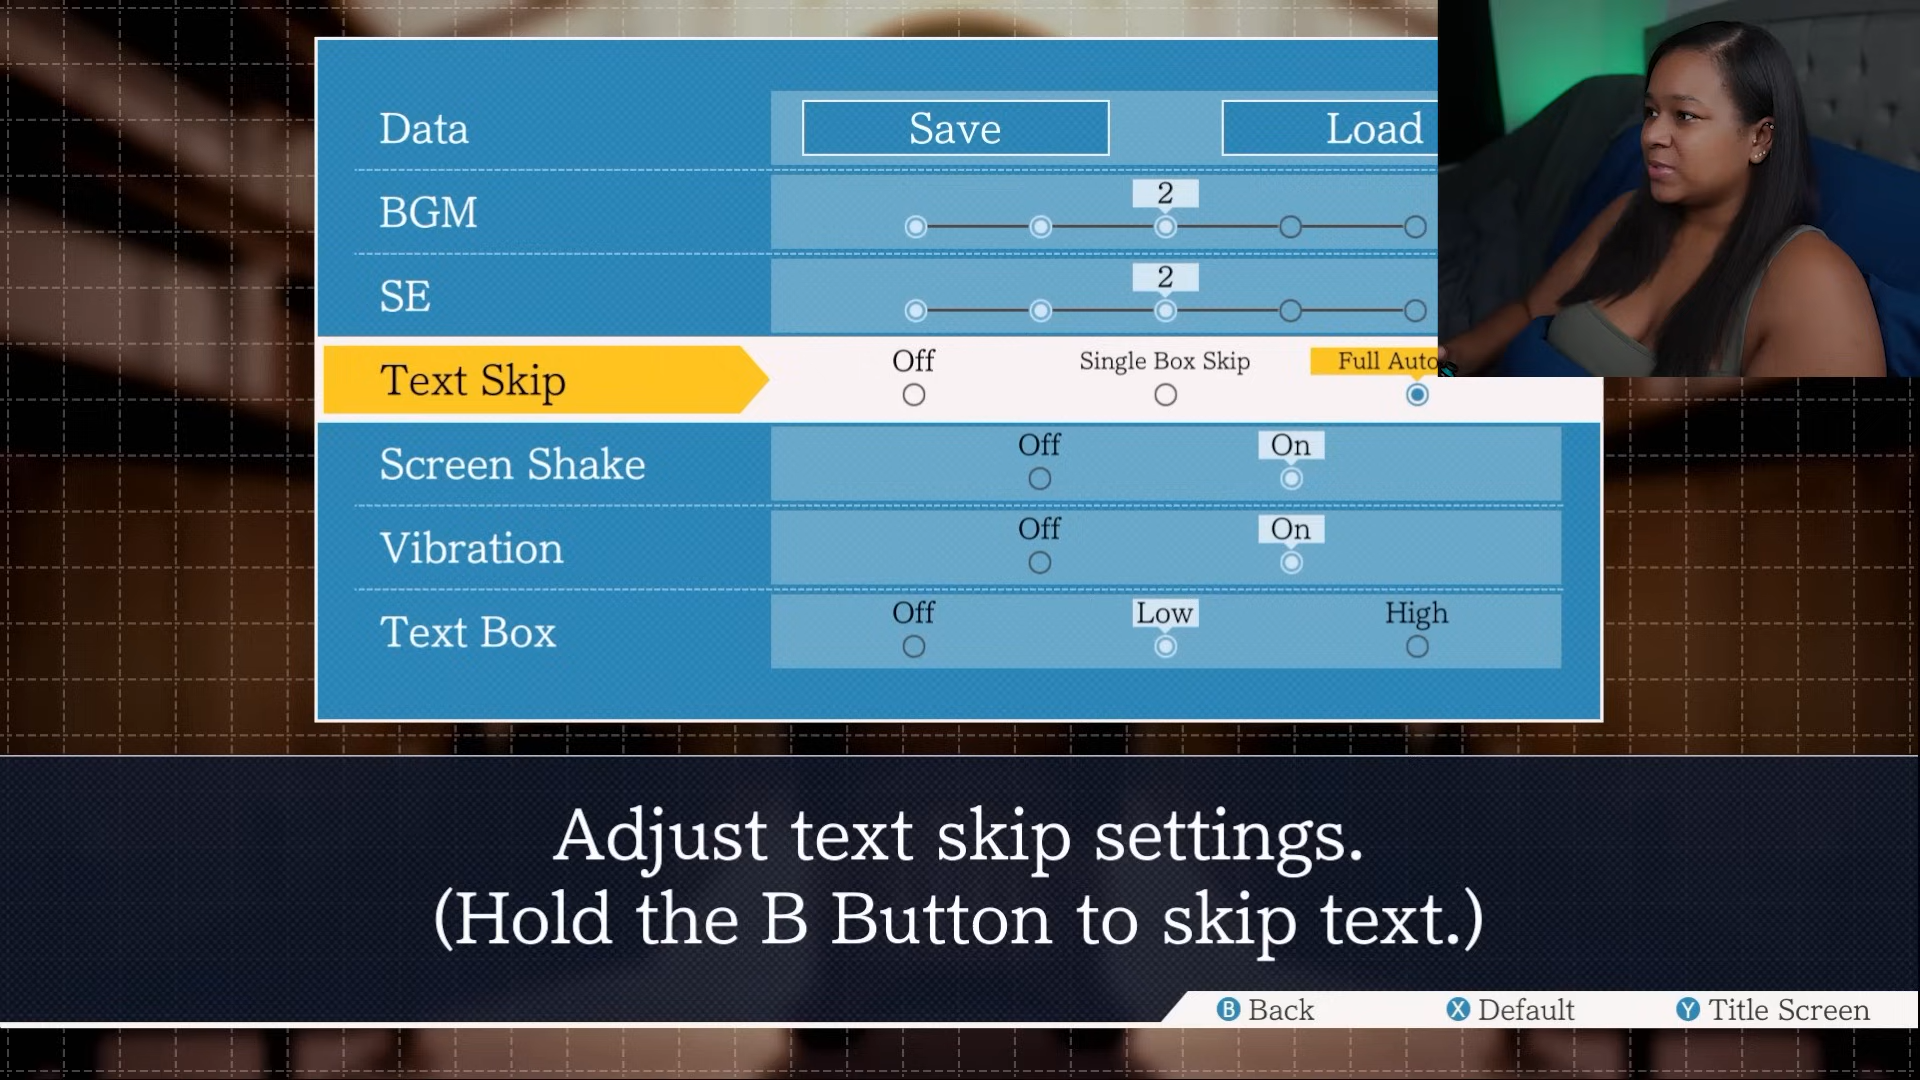 Data Save Load
BGM 2
SE 2
Text Skip Off Single Box Skip Full Auto
Screen Shake Off On
Vibration Off On
Text Box Off Low High
Adjust text skip settings.
(Hold the B Button to skip text.)
B Back X Default Y Title Screen